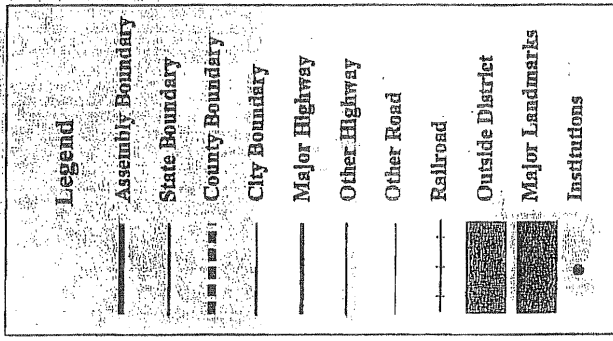 Legend
Assembly Boundary
State Boundary
County Boundary
City Boundary
Major Highway
Other Highway
Other Road
Railroad
Outside District
Major Landmarks
Institutions